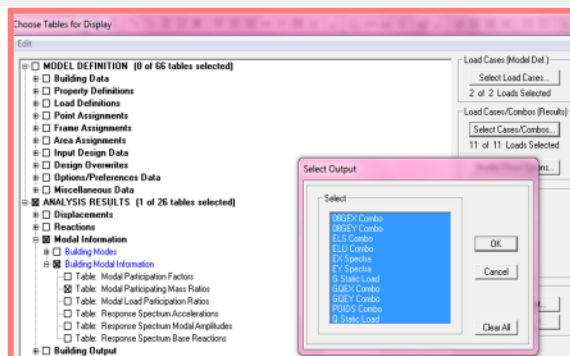 Choose Tables for Display
Edit
MODEL DEFINITION (0 of 66 tables selected)
Building Data
Property Definitions
Load Definitions
Point Assignments
Frame Assignments
Area Assignments
Input Design Data
Design Overwrites
Options/Preferences Data
Miscellaneous Data
ANALYSIS RESULTS (1 of 26 tables selected)
Displacements
Reactions
Modal Information
Building Modes
Building Modal Information
Table: Modal Participation Factors
Table: Modal Participating Mass Ratios
Table: Modal Load Participation Ratios
Table: Response Spectrum Accelerations
Table: Response Spectrum Modal Amplitudes
Table: Response Spectrum Base Reactions
Building Output
Load Cases (Model Def.)
Select Load Cases...
2 of 2 Loads Selected
Load Cases/Combos (Results)
Select Cases/Combos...
11 of 11 Loads Selected
Select Output
Select
08GEX Combo
08GEY Combo
ELS Combo
ELU Combo
EX Spectra
EY Spectra
G Static Load
GQEX Combo
GQEY Combo
POIDS Combo
Q Static Load
OK
Cancel
Clear All